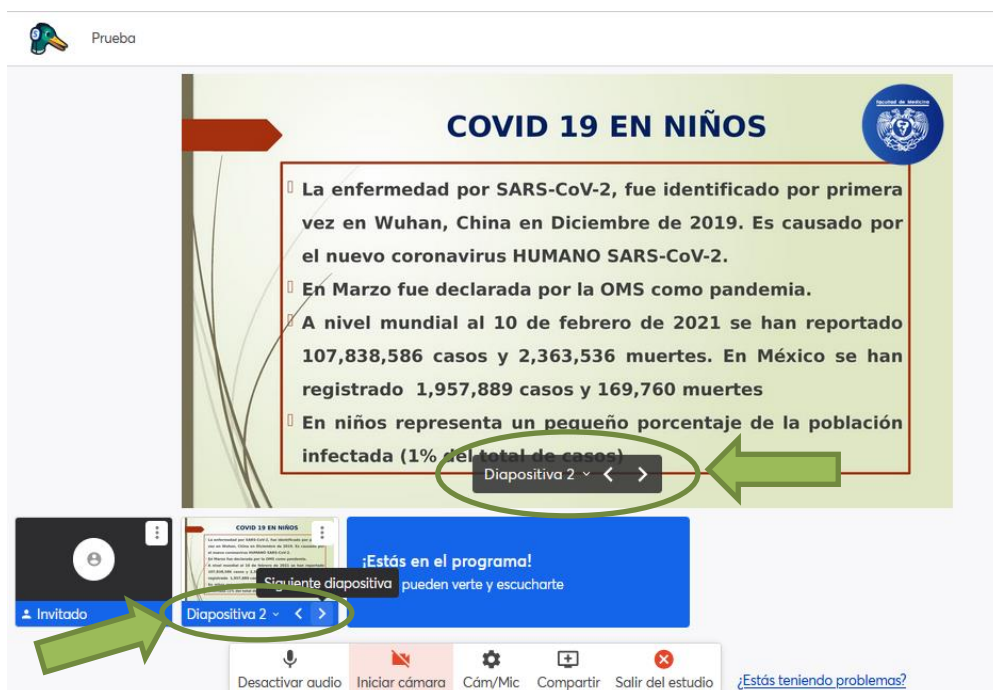 Prueba
Facultad de Medicina
COVID 19 EN NIÑOS
La enfermedad por SARS-CoV-2, fue identificado por primera
vez en Wuhan, China en Diciembre de 2019. Es causado por
el nuevo coronavirus HUMANO SARS-CoV-2.
En Marzo fue declarada por la OMS como pandemia.
A nivel mundial al 10 de febrero de 2021 se han reportado
107,838,586 casos y 2,363,536 muertes. En México se han
registrado 1,957,889 casos y 169,760 muertes
En niños representa un pequeño porcentaje de la población
infectada (1% del total de casos)
Diapositiva 2
COVID 19 EN NIÑOS
Siguiente diapositiva
¡Estás en el programa!
pueden verte y escucharte
Invitado
Diapositiva 2
Desactivar audio
Iniciar cámara
Cám/Mic
Compartir
Salir del estudio
¿Estás teniendo problemas?